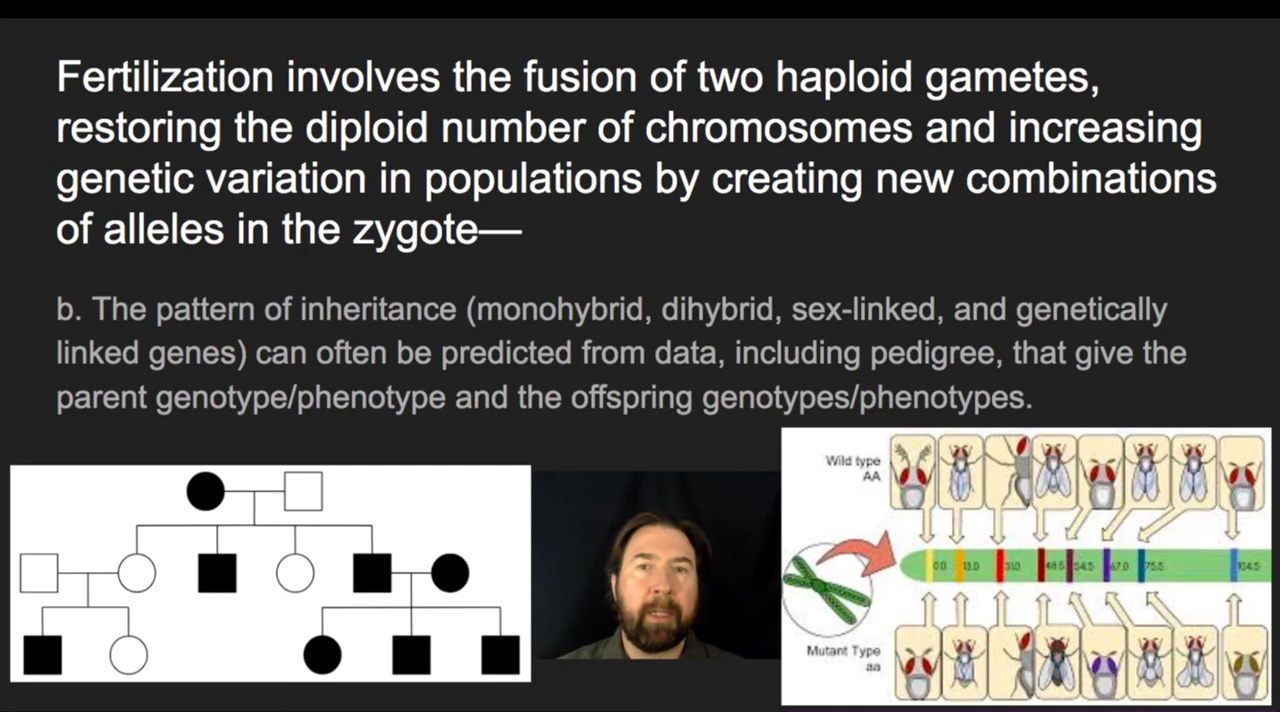 Fertilization involves the fusion of two haploid gametes,
restoring the diploid number of chromosomes and increasing
genetic variation in populations by creating new combinations
of alleles in the zygote—
b. The pattern of inheritance (monohybrid, dihybrid, sex-linked, and genetically
linked genes) can often be predicted from data, including pedigree, that give the
parent genotype/phenotype and the offspring genotypes/phenotypes.
Wild type
AA
0.0 13.0 31.0 48.5 54.5 67.0 75.5 104.5
Mutant Type
aa